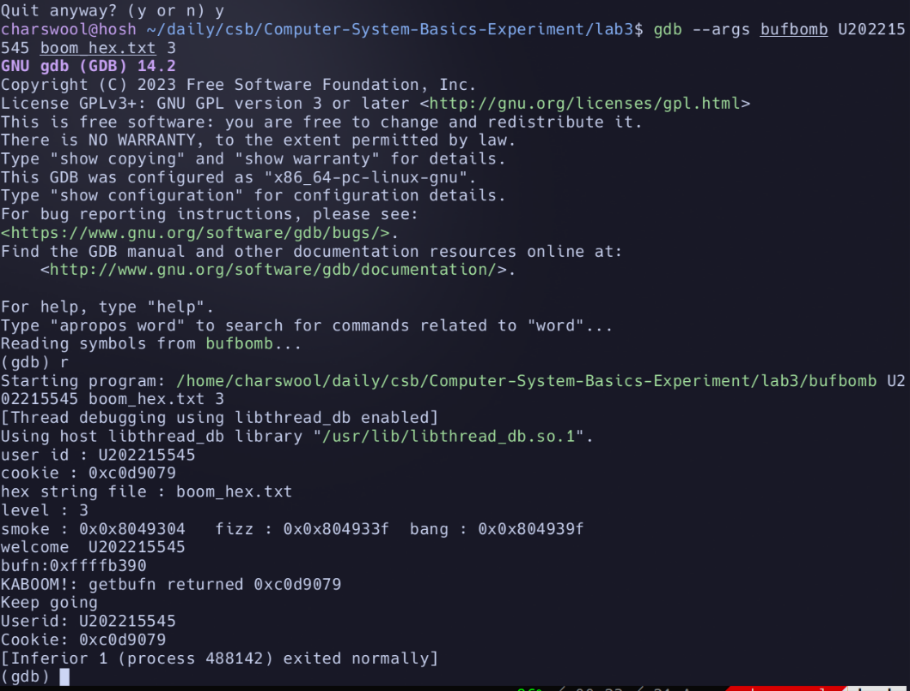 Quit anyway? (y or n) y
charswool@hosh ~/daily/csb/Computer-System-Basics-Experiment/lab3$ gdb --args bufbomb U202215
545 boom_hex.txt 3
GNU gdb (GDB) 14.2
Copyright (C) 2023 Free Software Foundation, Inc.
License GPLv3+: GNU GPL version 3 or later <http://gnu.org/licenses/gpl.html>
This is free software: you are free to change and redistribute it.
There is NO WARRANTY, to the extent permitted by law.
Type "show copying" and "show warranty" for details.
This GDB was configured as "x86_64-pc-linux-gnu".
Type "show configuration" for configuration details.
For bug reporting instructions, please see:
<https://www.gnu.org/software/gdb/bugs/>.
Find the GDB manual and other documentation resources online at:
    <http://www.gnu.org/software/gdb/documentation/>.

For help, type "help".
Type "apropos word" to search for commands related to "word"...
Reading symbols from bufbomb...
(gdb) r
Starting program: /home/charswool/daily/csb/Computer-System-Basics-Experiment/lab3/bufbomb U2
02215545 boom_hex.txt 3
[Thread debugging using libthread_db enabled]
Using host libthread_db library "/usr/lib/libthread_db.so.1".
user id : U202215545
cookie : 0xc0d9079
hex string file : boom_hex.txt
level : 3
smoke : 0x0x8049304   fizz : 0x0x804933f  bang : 0x0x804939f
welcome  U202215545
bufn:0xffffb390
KABOOM!: getbufn returned 0xc0d9079
Keep going
Userid: U202215545
Cookie: 0xc0d9079
[Inferior 1 (process 488142) exited normally]
(gdb)